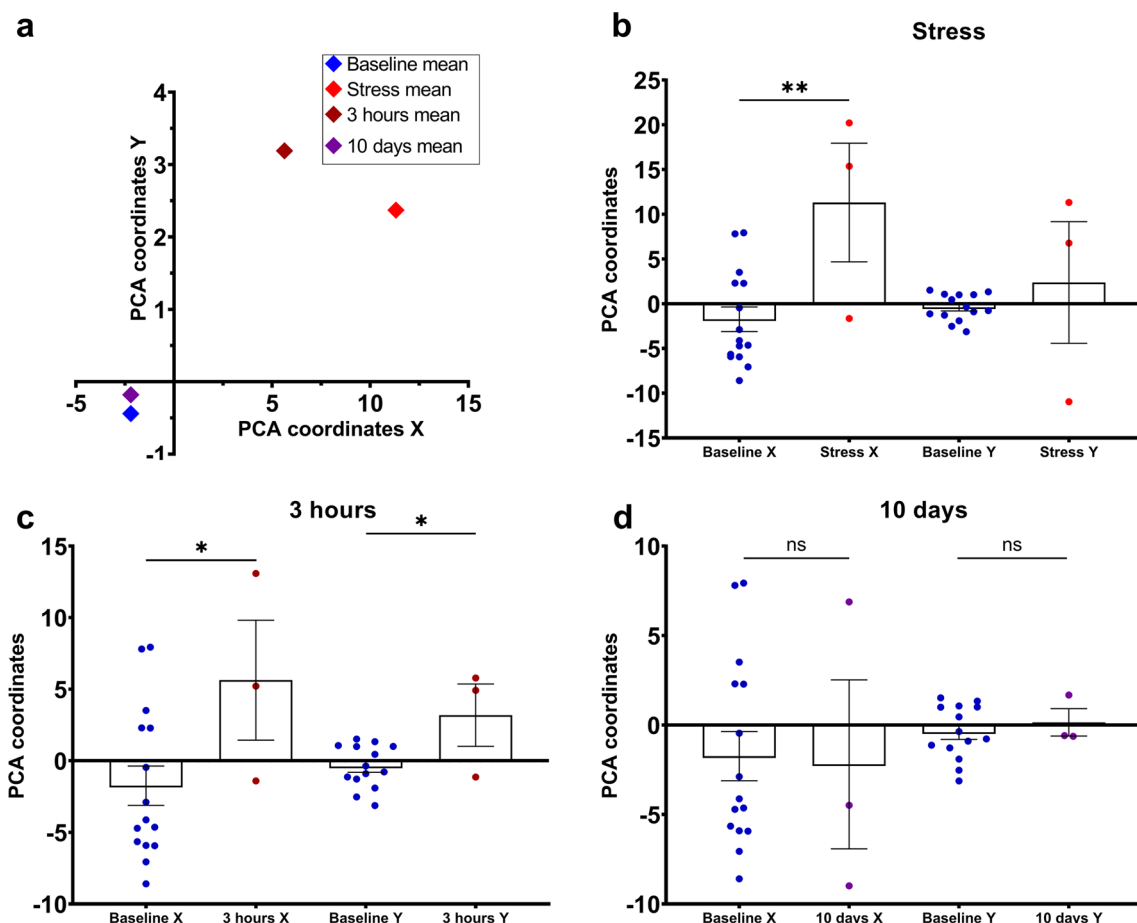 a
Baseline mean
Stress mean
3 hours mean
10 days mean
PCA coordinates Y
4
3
2
1
-1
-5
5
10
15
PCA coordinates X
b
Stress
PCA coordinates
25
20
15
10
5
0
-5
-10
-15
**
Baseline X
Stress X
Baseline Y
Stress Y
c
3 hours
PCA coordinates
15
10
5
0
-5
-10
*
*
Baseline X
3 hours X
Baseline Y
3 hours Y
d
10 days
PCA coordinates
10
5
0
-5
-10
ns
ns
Baseline X
10 days X
Baseline Y
10 days Y